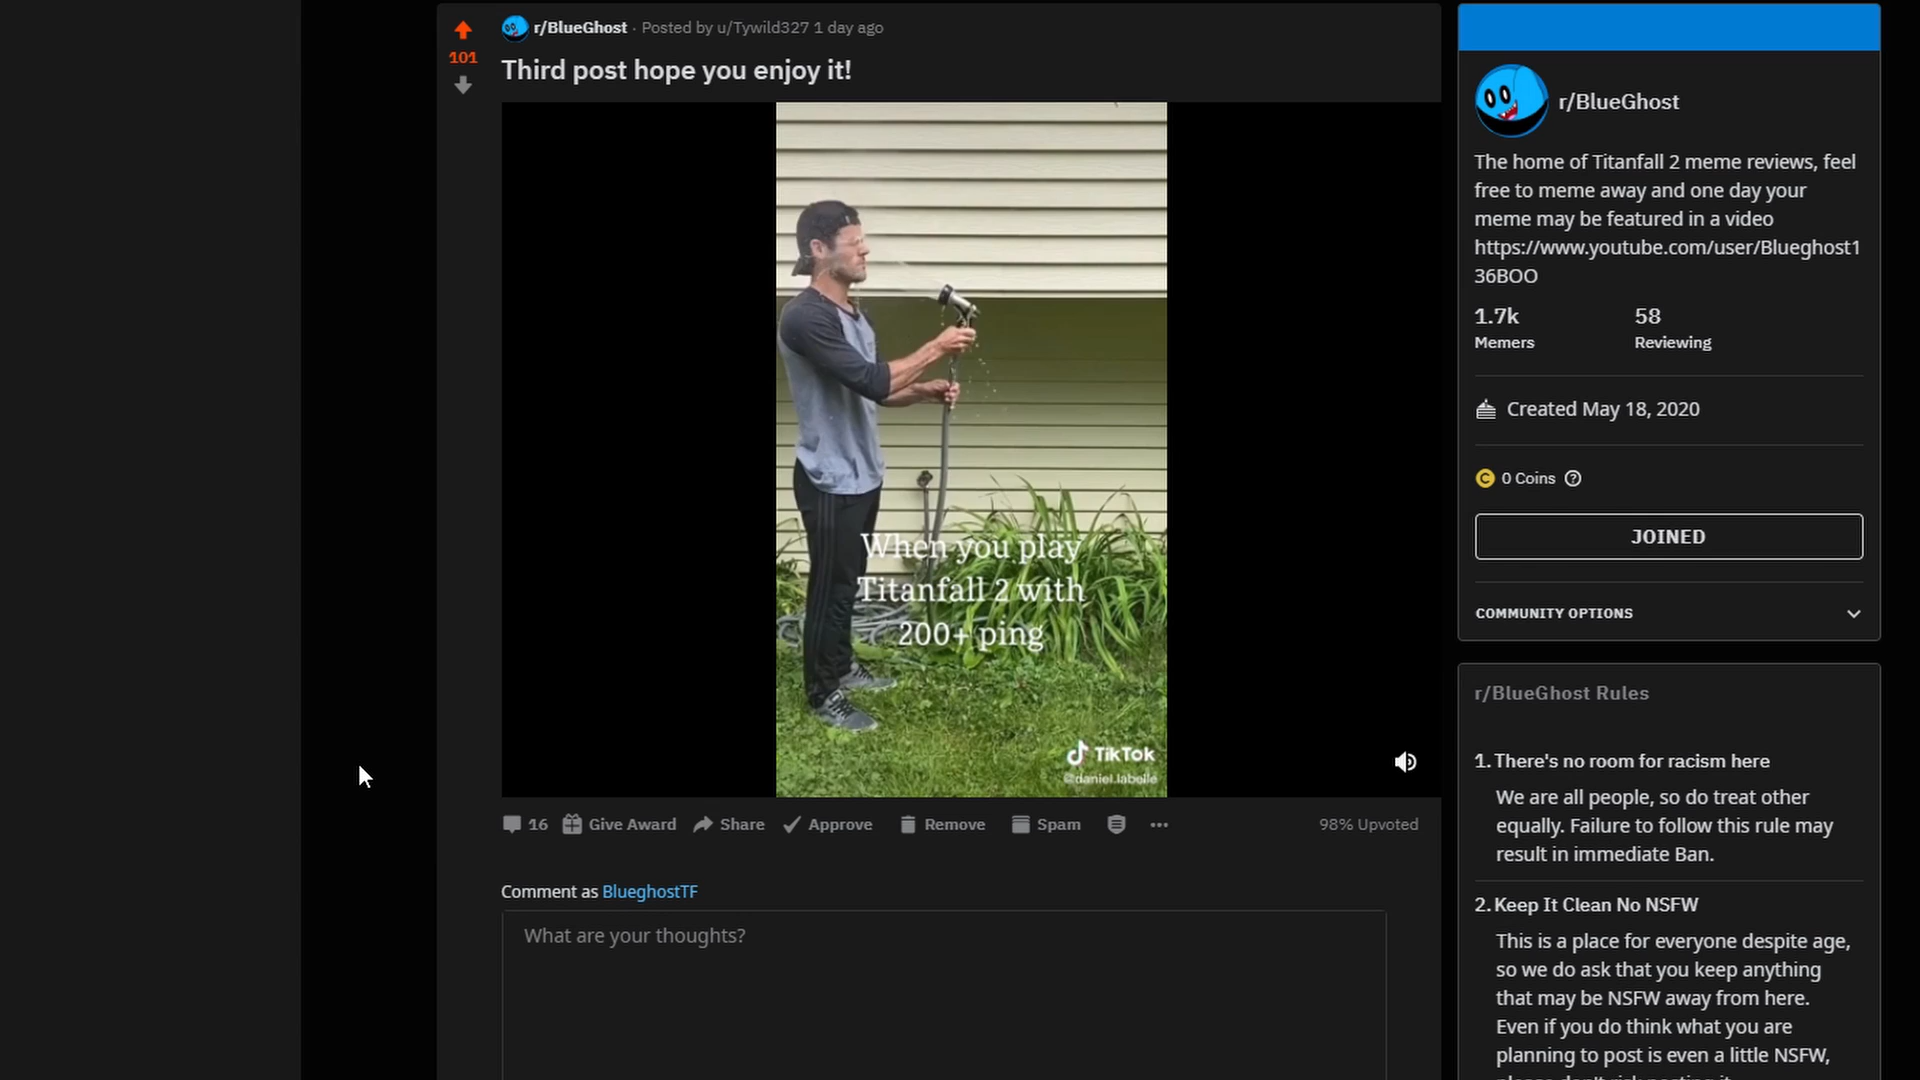 r/BlueGhost · Posted by u/Tywild327 1 day ago
101
Third post hope you enjoy it!
When you play
Titanfall 2 with
200+ ping
TikTok
@daniel.labelle
16 Give Award Share Approve Remove Spam ... 98% Upvoted
Comment as BlueghostTF
What are your thoughts?
r/BlueGhost
The home of Titanfall 2 meme reviews, feel
free to meme away and one day your
meme may be featured in a video
https://www.youtube.com/user/Blueghost1
36BOO
1.7k 58
Memers Reviewing
Created May 18, 2020
C 0 Coins ?
JOINED
COMMUNITY OPTIONS
r/BlueGhost Rules
1. There's no room for racism here
We are all people, so do treat other
equally. Failure to follow this rule may
result in immediate Ban.
2. Keep It Clean No NSFW
This is a place for everyone despite age,
so we do ask that you keep anything
that may be NSFW away from here.
Even if you do think what you are
planning to post is even a little NSFW,